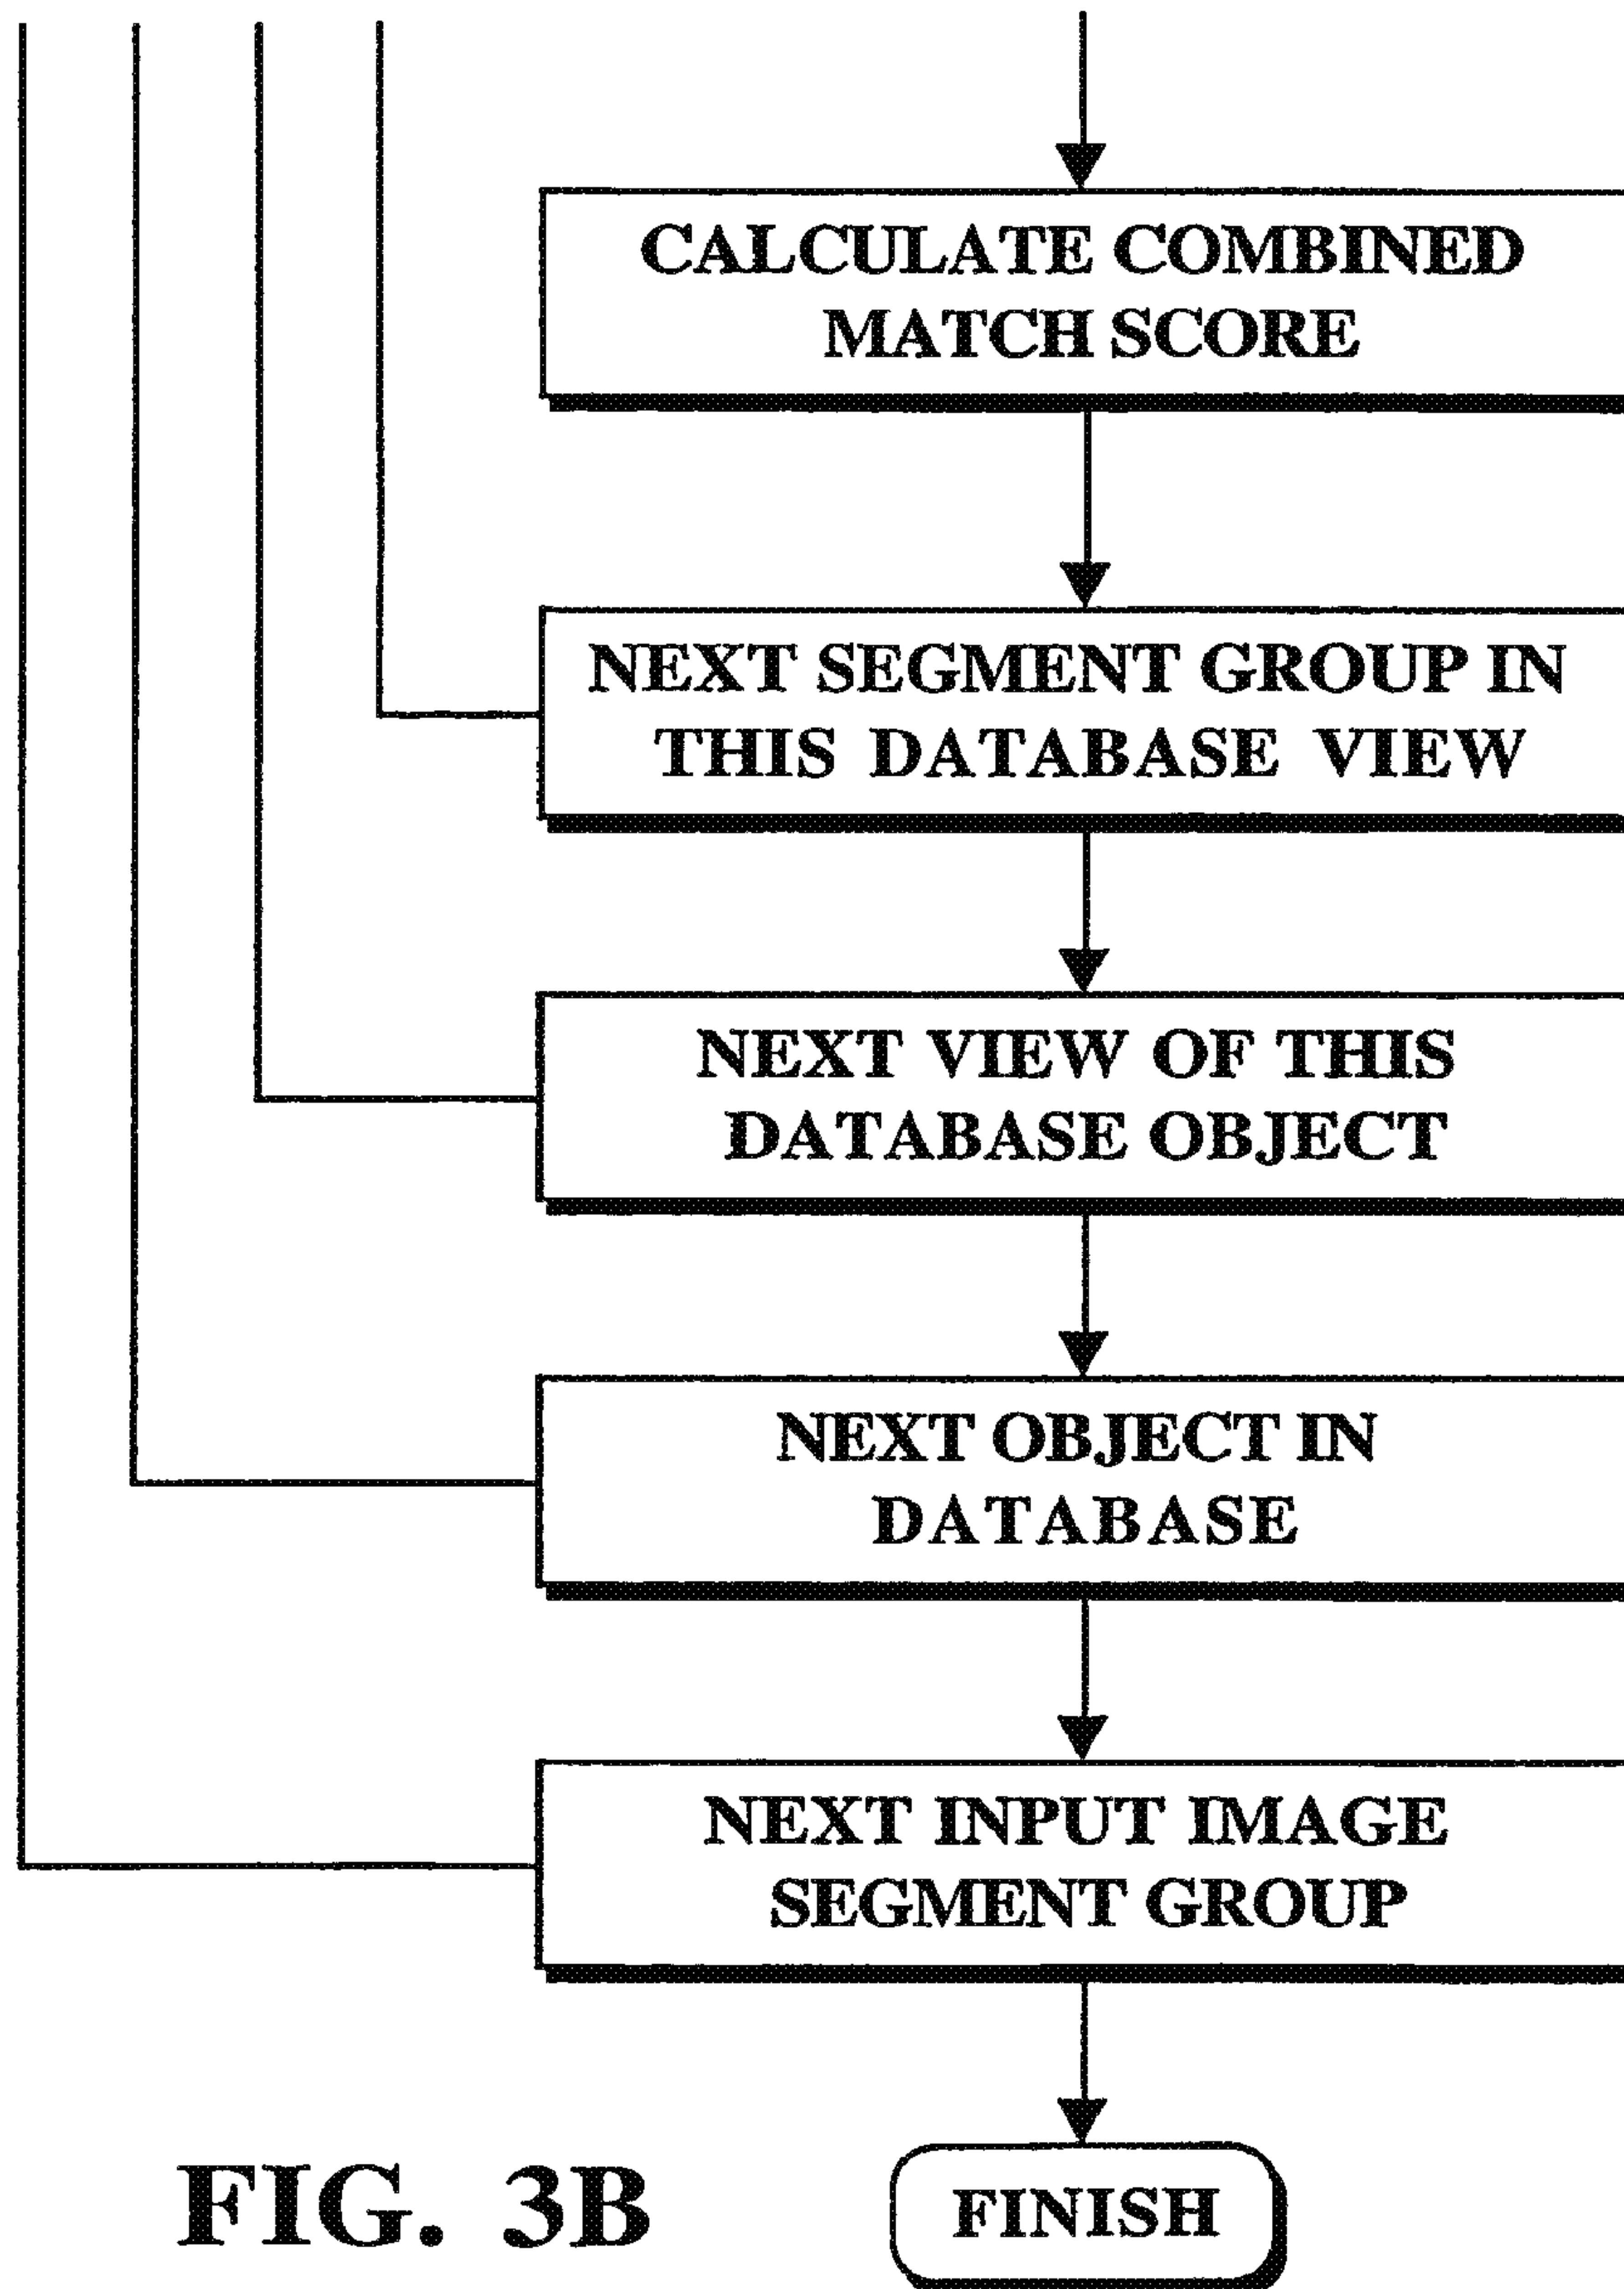 CALCULATE COMBINED
MATCH SCORE
NEXT SEGMENT GROUP IN
THIS DATABASE VIEW
NEXT VIEW OF THIS
DATABASE OBJECT
NEXT OBJECT IN
DATABASE
NEXT INPUT IMAGE
SEGMENT GROUP
FINISH
FIG. 3B